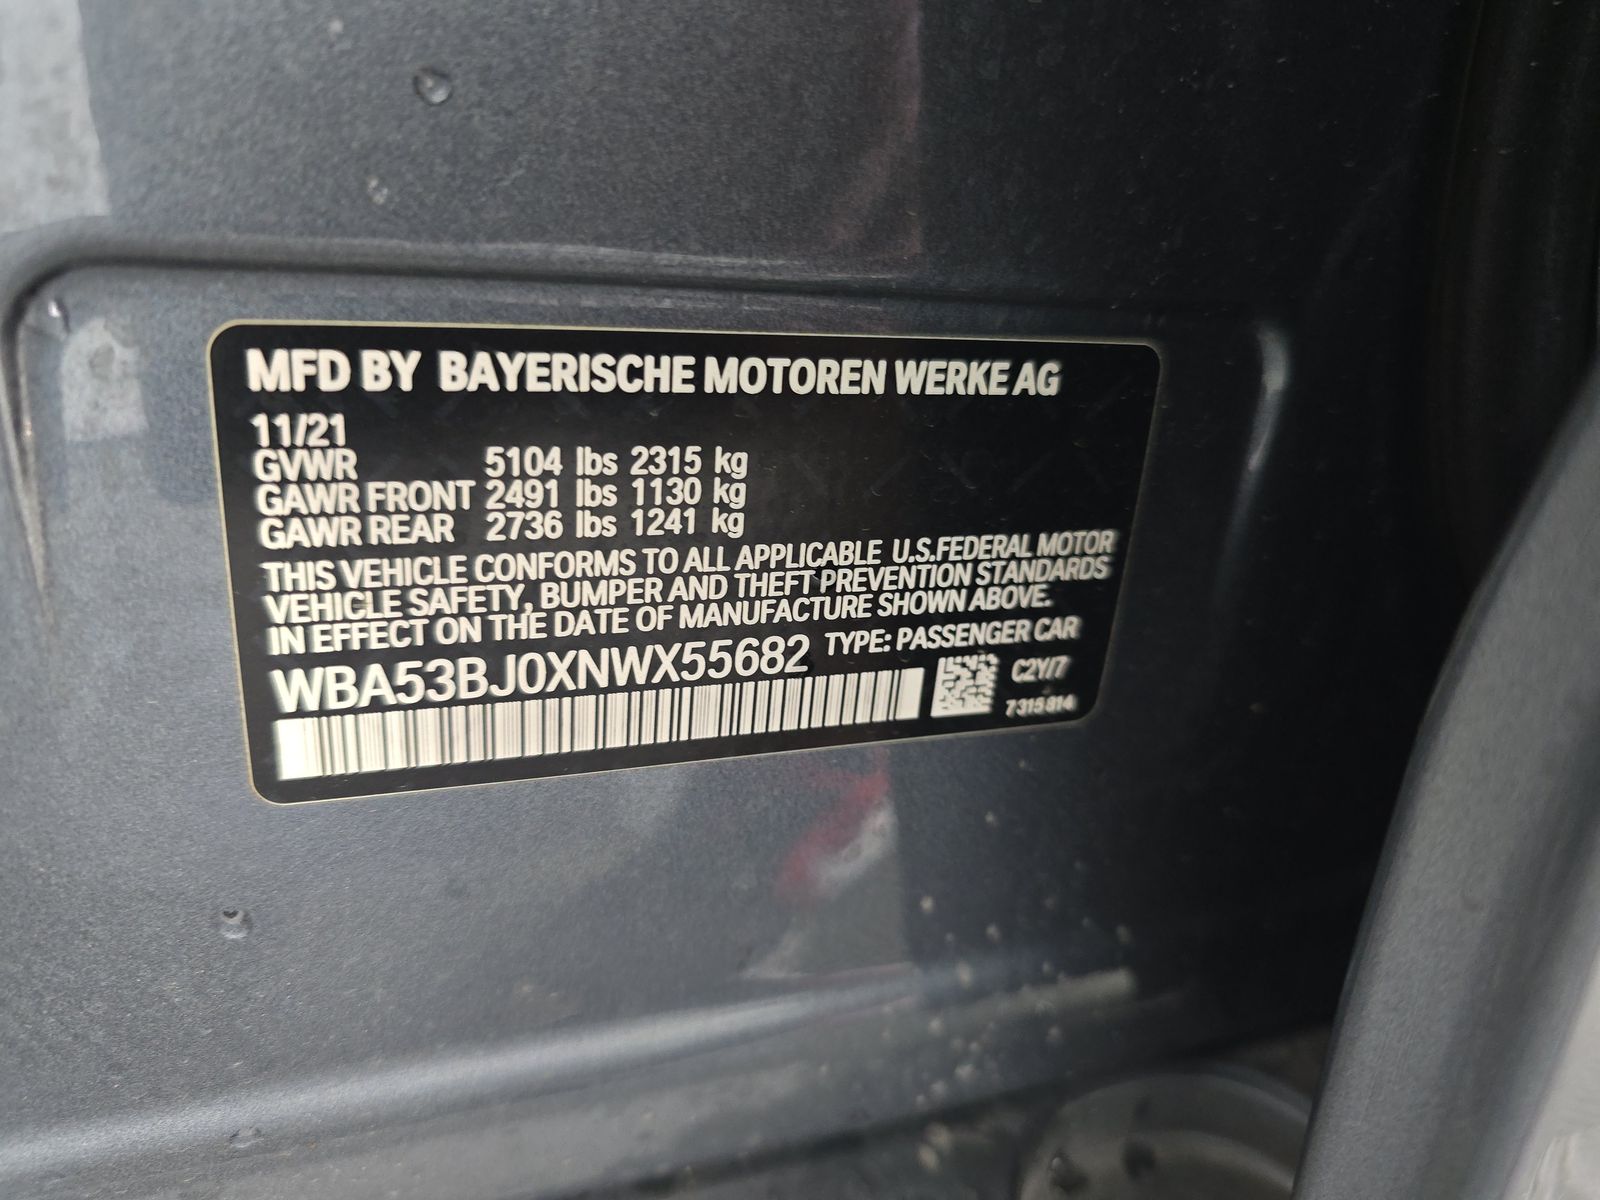 MFD BY BAYERISCHE MOTOREN WERKE AG
11/21
GVWR 5104 lbs 2315 kg
GAWR FRONT 2491 lbs 1130 kg
GAWR REAR 2736 lbs 1241 kg
THIS VEHICLE CONFORMS TO ALL APPLICABLE U.S.FEDERAL MOTOR
VEHICLE SAFETY, BUMPER AND THEFT PREVENTION STANDARDS
IN EFFECT ON THE DATE OF MANUFACTURE SHOWN ABOVE.
WBA53BJ0XNWX55682 TYPE: PASSENGER CAR
C2Y/7
7315814